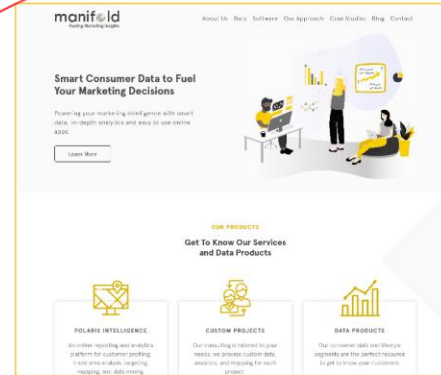 manifold
About Us Data Software Our Approach Case Studies Blog Contact
Smart Consumer Data to Fuel
Your Marketing Decisions
Powering your marketing intelligence with smart
data, in-depth analytics and easy to use online
apps.
Learn More
OUR PRODUCTS
Get To Know Our Services
and Data Products
POLARIS INTELLIGENCE
CUSTOM PROJECTS
DATA PRODUCTS
An online reporting and analytics
platform for customer profiling,
trade area analysis, targeting,
mapping, and data mining.
Our consulting is tailored to your
needs, we provide custom data,
analytics, and mapping for each
project.
Our consumer data and lifestyle
segments are the perfect resource
to get to know your customers.